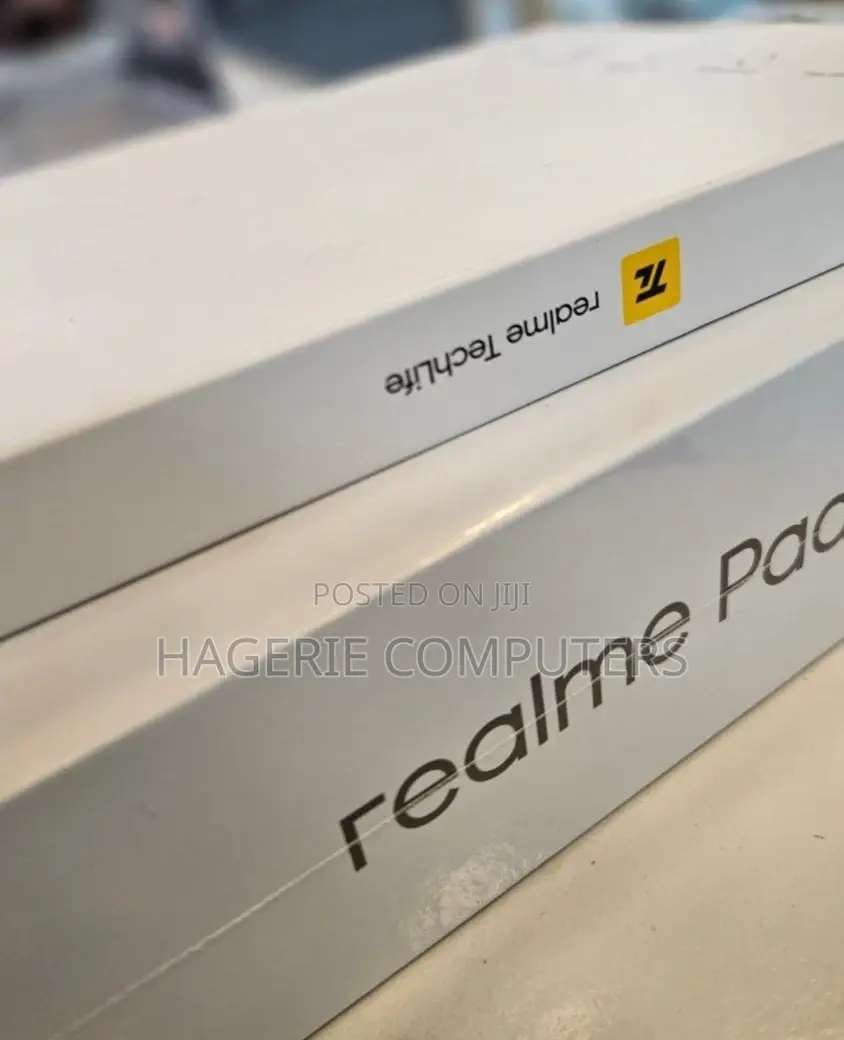 TL realme TechLife
POSTED ON JIJI
HAGERIE COMPUTERS
realme Pad